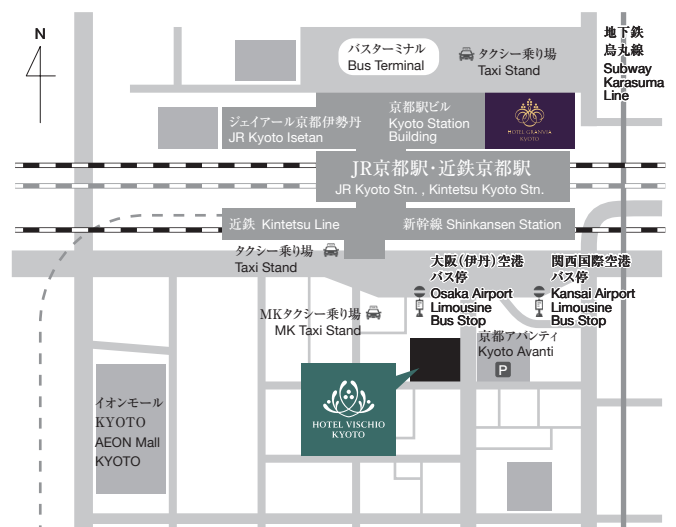 N
バスターミナル
Bus Terminal
タクシー乗り場
Taxi Stand
地下鉄
烏丸線
Subway
Karasuma
Line
ジェイアール京都伊勢丹
JR Kyoto Isetan
京都駅ビル
Kyoto Station
Building
HOTEL GRANVIA
KYOTO
JR京都駅・近鉄京都駅
JR Kyoto Stn. , Kintetsu Kyoto Stn.
近鉄 Kintetsu Line
新幹線 Shinkansen Station
タクシー乗り場
Taxi Stand
大阪(伊丹)空港
バス停
Osaka Airport
Limousine
Bus Stop
関西国際空港
バス停
Kansai Airport
Limousine
Bus Stop
MKタクシー乗り場
MK Taxi Stand
京都アバンティ
Kyoto Avanti
P
HOTEL VISCHIO
KYOTO
イオンモール
KYOTO
AEON Mall
KYOTO